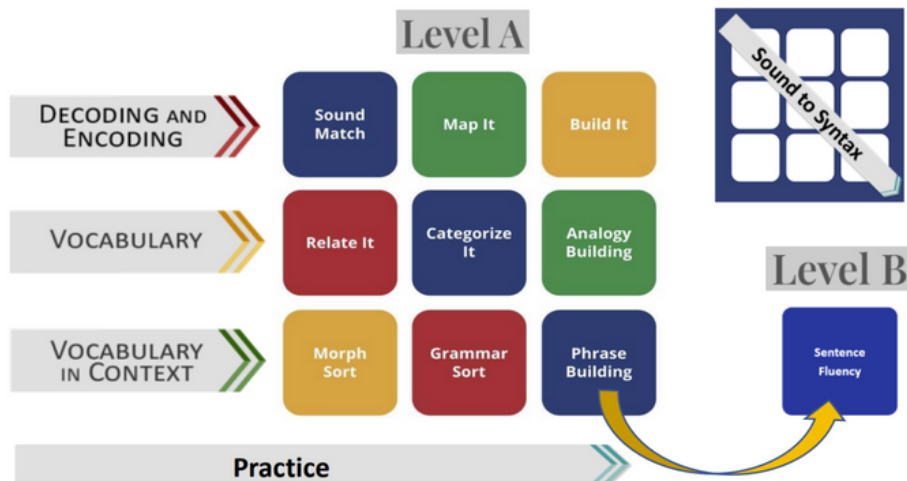 Level A
Sound to Syntax
DECODING AND
ENCODING
Sound
Match
Map It
Build It
VOCABULARY
Relate It
Categorize
It
Analogy
Building
Level B
VOCABULARY
IN CONTEXT
Morph
Sort
Grammar
Sort
Phrase
Building
Sentence
Fluency
Practice